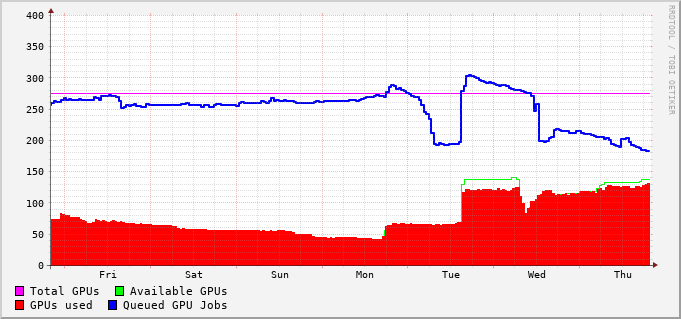 400
350
300
250
200
150
100
50
0
Fri Sat Sun Mon Tue Wed Thu
Total GPUs Available GPUs
GPUs used Queued GPU Jobs
RRDTOOL / TOBI OETIKER